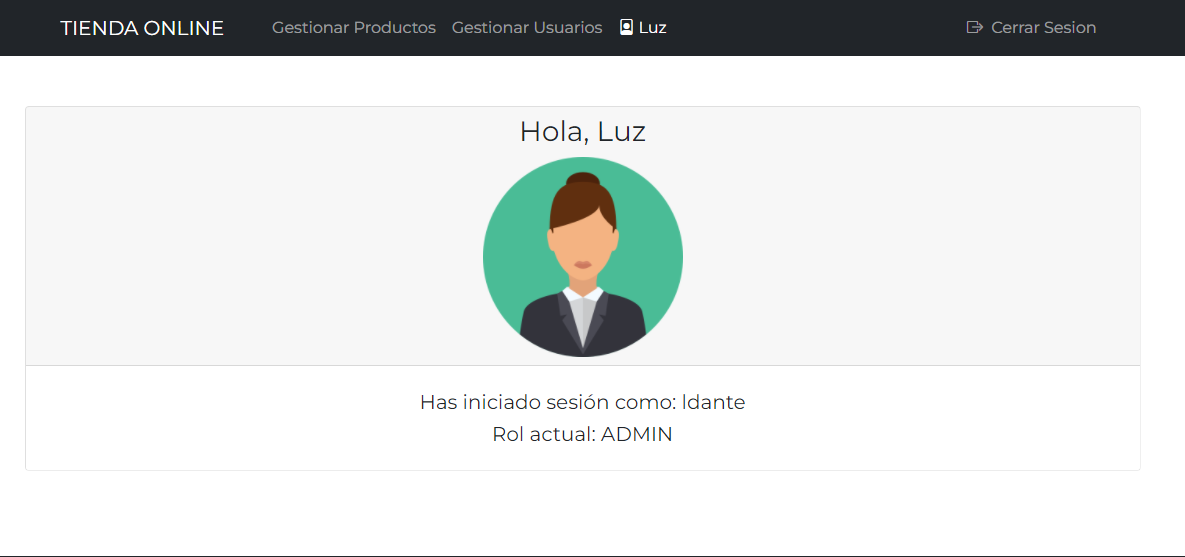 TIENDA ONLINE Gestionar Productos Gestionar Usuarios Luz Cerrar Sesion
Hola, Luz
Has iniciado sesión como: ldante
Rol actual: ADMIN